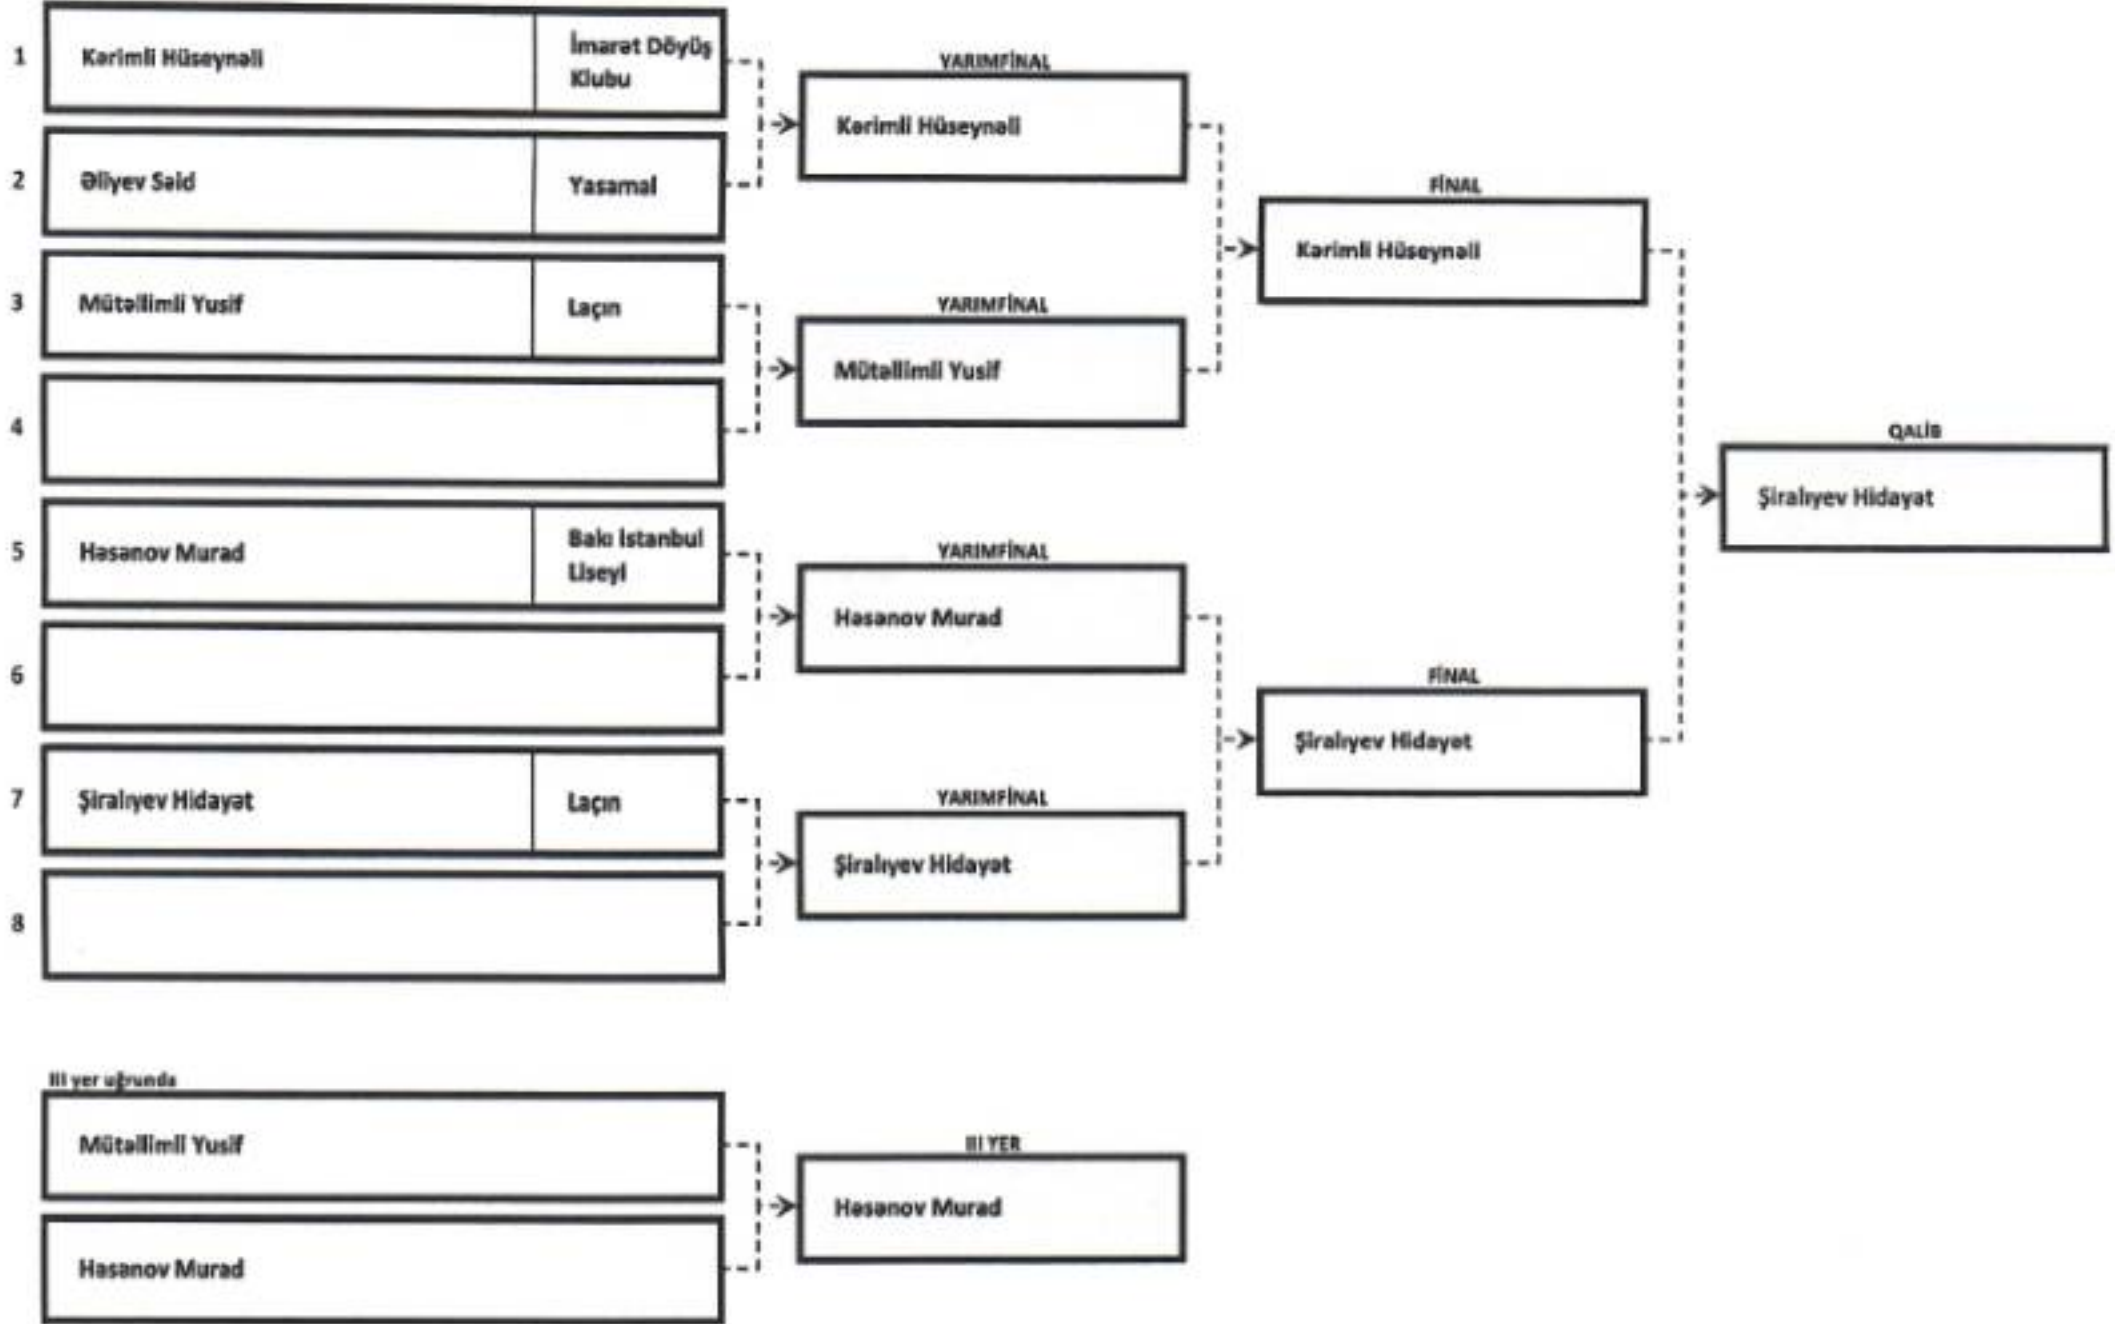 1
Kərimli Hüseynəli
İmarət Döyüş
Klubu
2
Əliyev Səid
Yasamal
3
Mütəllimli Yusif
Laçın
4
5
Həsənov Murad
Bakı İstanbul
Liseyi
6
7
Şiralıyev Hidayət
Laçın
8
YARIMFİNAL
Kərimli Hüseynəli
YARIMFİNAL
Mütəllimli Yusif
YARIMFİNAL
Həsənov Murad
YARIMFİNAL
Şiralıyev Hidayət
FİNAL
Kərimli Hüseynəli
FİNAL
Şiralıyev Hidayət
QALİB
Şiralıyev Hidayət
III yer uğrunda
Mütəllimli Yusif
Həsənov Murad
III YER
Həsənov Murad